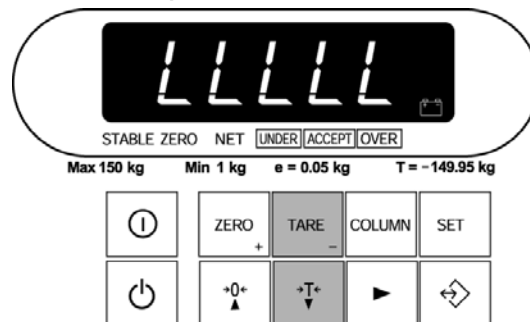 LLLLL
STABLE ZERO NET UNDER ACCEPT OVER
Max 150 kg Min 1 kg e = 0.05 kg T = −149.95 kg
ZERO + TARE − COLUMN SET
→0← →T←